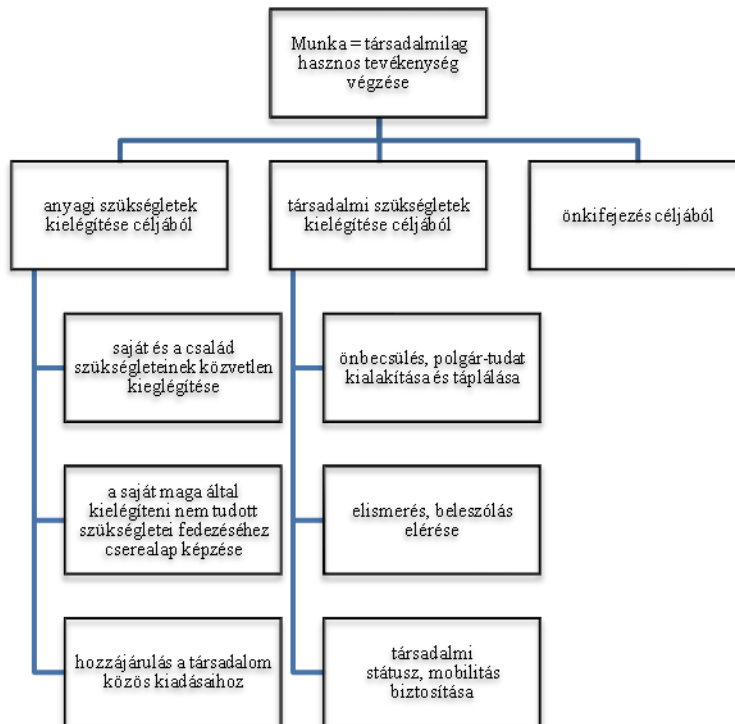 Munka = társadalmilag
hasznos tevékenység
végzése
anyagi szükségletek
kielégítése céljából
társadalmi szükségletek
kielégítése céljából
önkifejezés céljából
saját és a család
szükségleteinek közvetlen
kieglégítése
önbecsülés, polgár-tudat
kialakítása és táplálása
a saját maga által
kielégíteni nem tudott
szükségletei fedezéséhez
cserealap képzése
elismerés, beleszólás
elérése
hozzájárulás a társadalom
közös kiadásaihoz
társadalmi
státusz, mobilitás
biztosítása